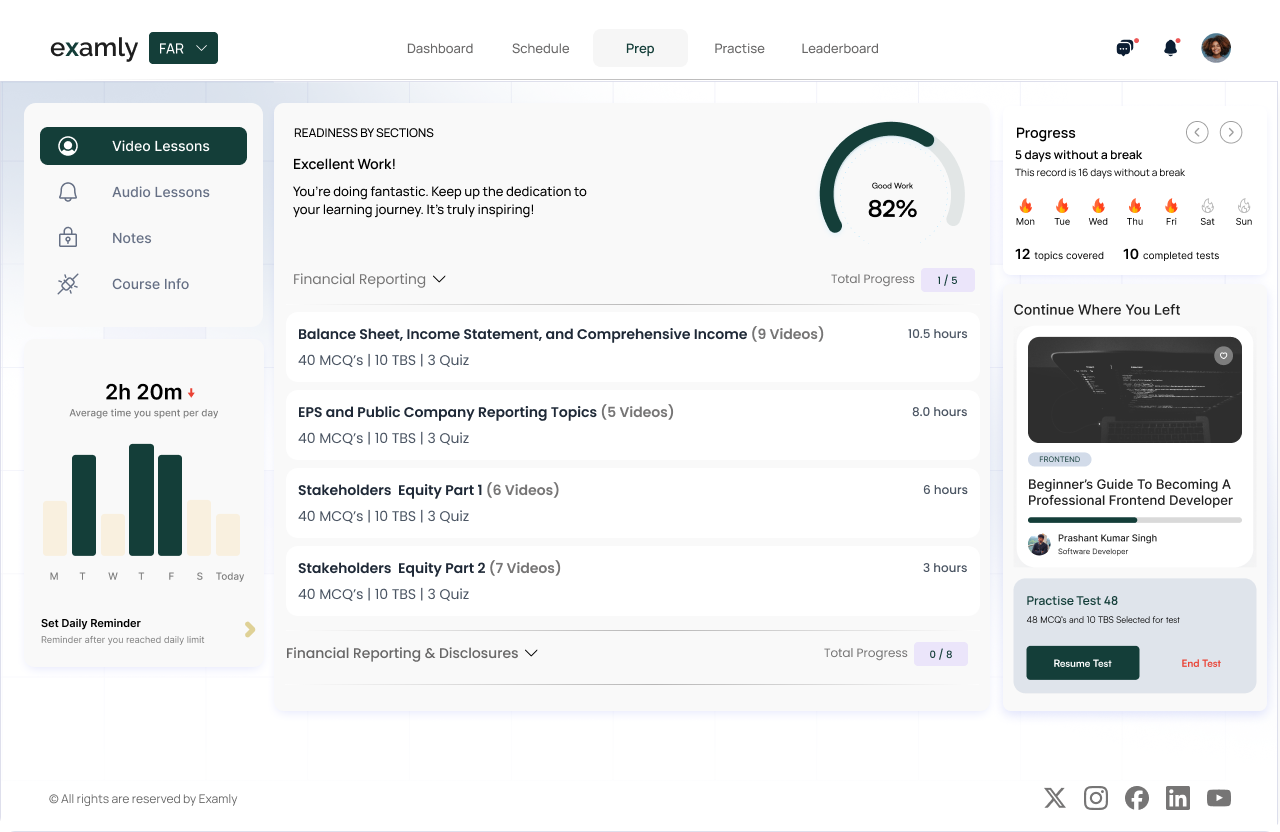 examly
FAR
Dashboard
Schedule
Prep
Practise
Leaderboard
Video Lessons
Audio Lessons
Notes
Course Info
2h 20m
Average time you spent per day
M T W T F S Today
Set Daily Reminder
Reminder after you reached daily limit
READINESS BY SECTIONS
Excellent Work!
You're doing fantastic. Keep up the dedication to
your learning journey. It's truly inspiring!
Good Work
82%
Financial Reporting
Total Progress
1 / 5
Balance Sheet, Income Statement, and Comprehensive Income (9 Videos)
10.5 hours
40 MCQ's | 10 TBS | 3 Quiz
EPS and Public Company Reporting Topics (5 Videos)
8.0 hours
40 MCQ's | 10 TBS | 3 Quiz
Stakeholders Equity Part 1 (6 Videos)
6 hours
40 MCQ's | 10 TBS | 3 Quiz
Stakeholders Equity Part 2 (7 Videos)
3 hours
40 MCQ's | 10 TBS | 3 Quiz
Financial Reporting & Disclosures
Total Progress
0 / 8
Progress
5 days without a break
This record is 16 days without a break
Mon Tue Wed Thu Fri Sat Sun
12 topics covered
10 completed tests
Continue Where You Left
FRONTEND
Beginner's Guide To Becoming A
Professional Frontend Developer
Prashant Kumar Singh
Software Developer
Practise Test 48
48 MCQ's and 10 TBS Selected for test
Resume Test
End Test
© All rights are reserved by Examly